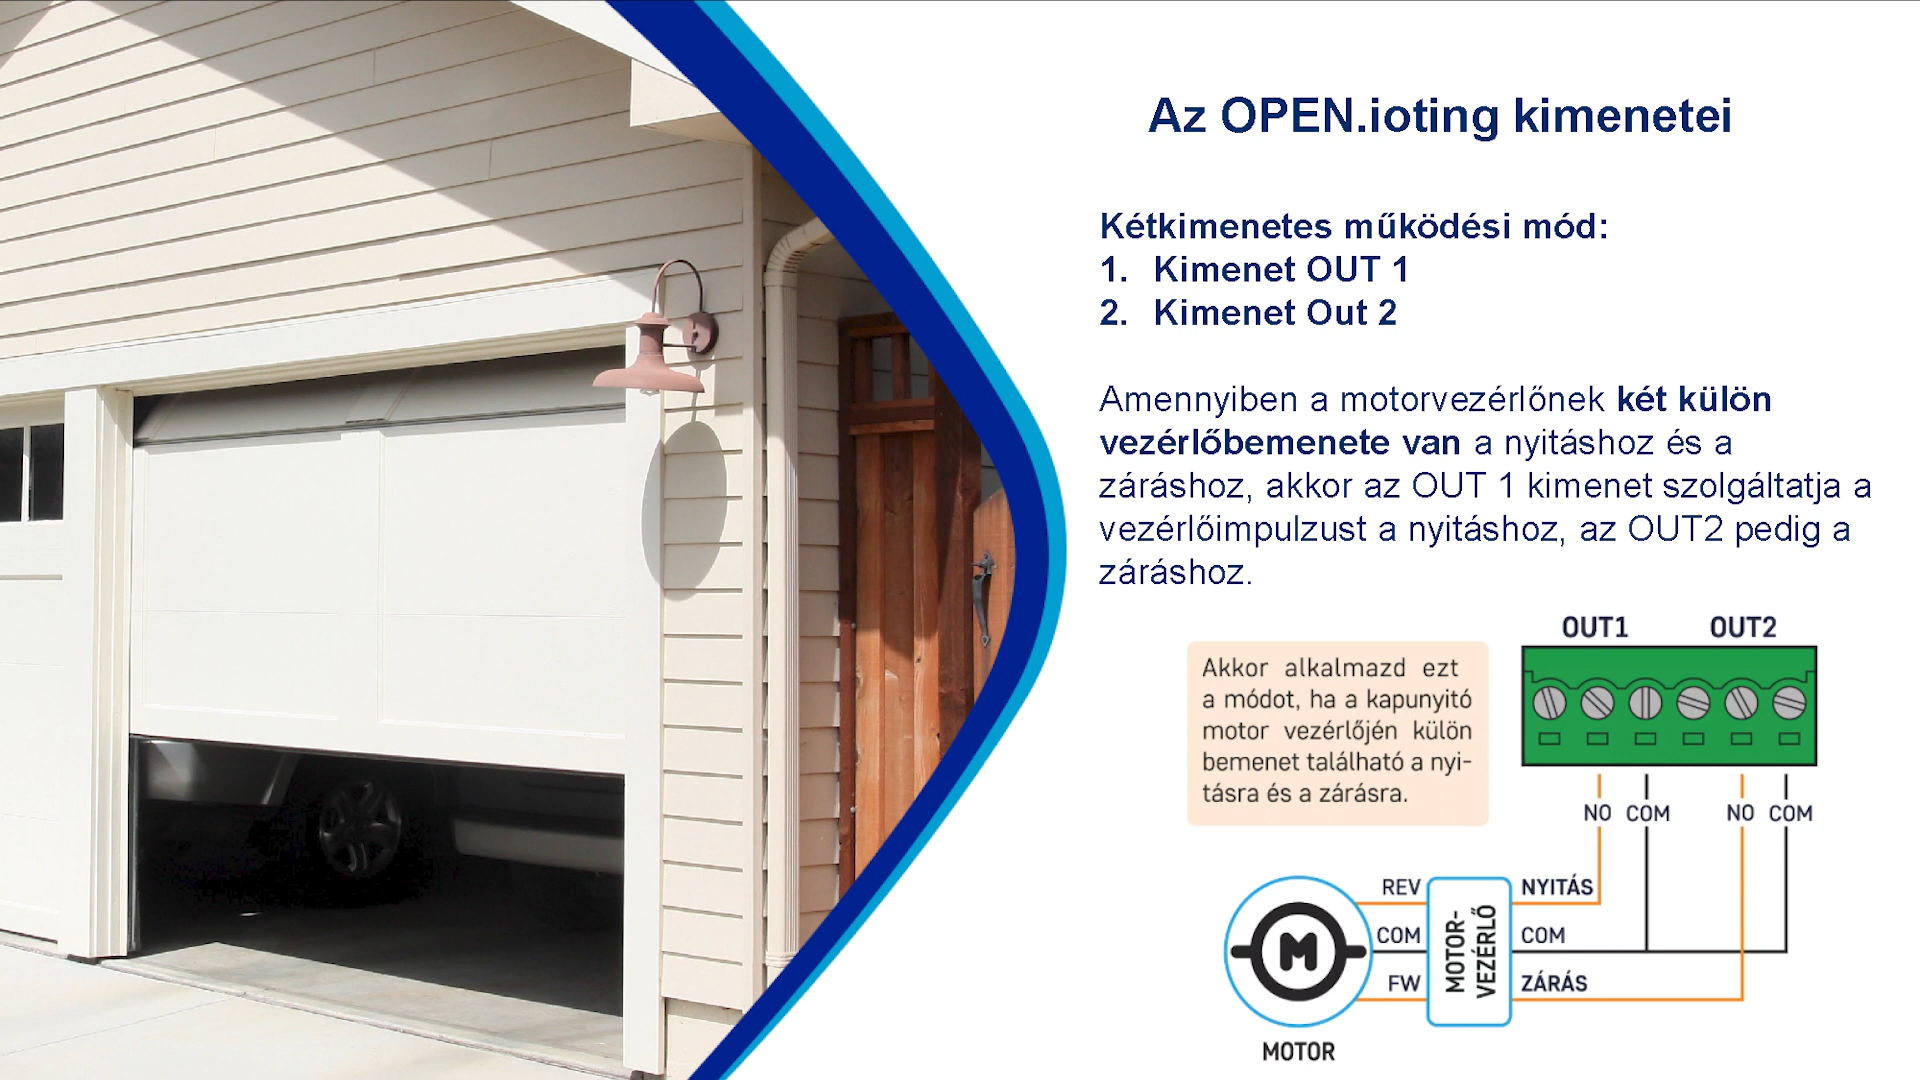 Az OPEN.ioting kimenetei
Kétkimenetes működési mód:
1. Kimenet OUT 1
2. Kimenet Out 2
Amennyiben a motorvezérlőnek két külön
vezérlőbemenete van a nyitáshoz és a
záráshoz, akkor az OUT 1 kimenet szolgáltatja a
vezérlőimpulzust a nyitáshoz, az OUT2 pedig a
záráshoz.
Akkor alkalmazd ezt
a módot, ha a kapunyitó
motor vezérlőjén külön
bemenet található a nyi-
tásra és a zárásra.
OUT1 OUT2
NO COM NO COM
REV NYITÁS
COM COM
FW ZÁRÁS
MOTOR-
VEZÉRLŐ
M
MOTOR